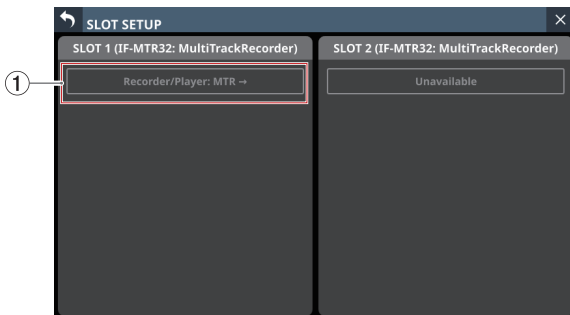 SLOT SETUP
SLOT 1 (IF-MTR32: MultiTrackRecorder)
SLOT 2 (IF-MTR32: MultiTrackRecorder)
1
Recorder/Player: MTR →
Unavailable